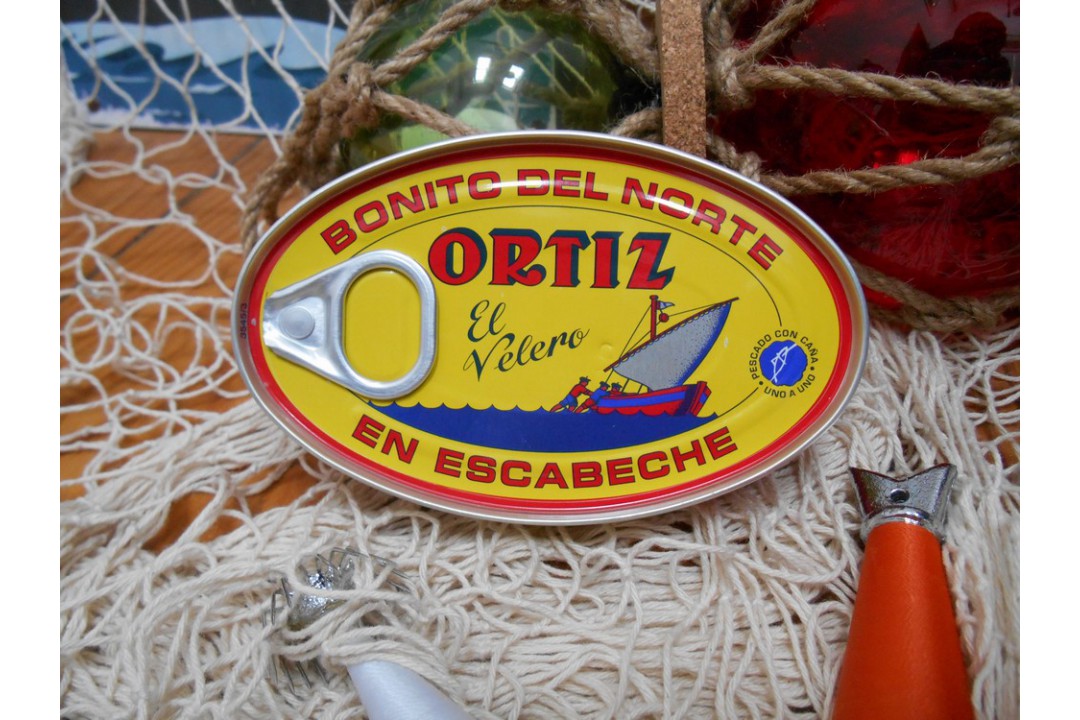 BONITO DEL NORTE
ORTIZ
El
Velero
PESCADO CON CAÑA
UNO A UNO
EN ESCABECHE